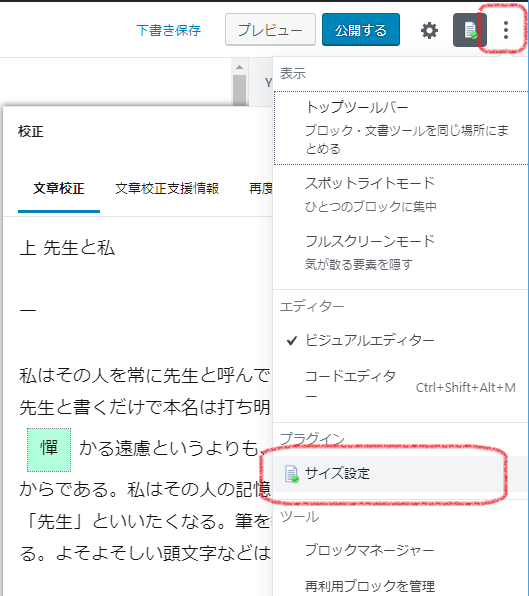 下書き保存 プレビュー 公開する
Y
校正
文章校正 文章校正支援情報 再度
上 先生と私
一
私はその人を常に先生と呼んで
先生と書くだけで本名は打ち明
憚 かる遠慮というよりも、
からである。私はその人の記憶
「先生」といいたくなる。筆を
る。よそよそしい頭文字などは
表示
トップツールバー
ブロック・文書ツールを同じ場所にま
とめる
スポットライトモード
ひとつのブロックに集中
フルスクリーンモード
気が散る要素を隠す
エディター
ビジュアルエディター
コードエディタ
ー
Ctrl+Shift+Alt+M
プラグイン
サイズ設定
ツール
ブロックマネージャー
再利用ブロックを管理